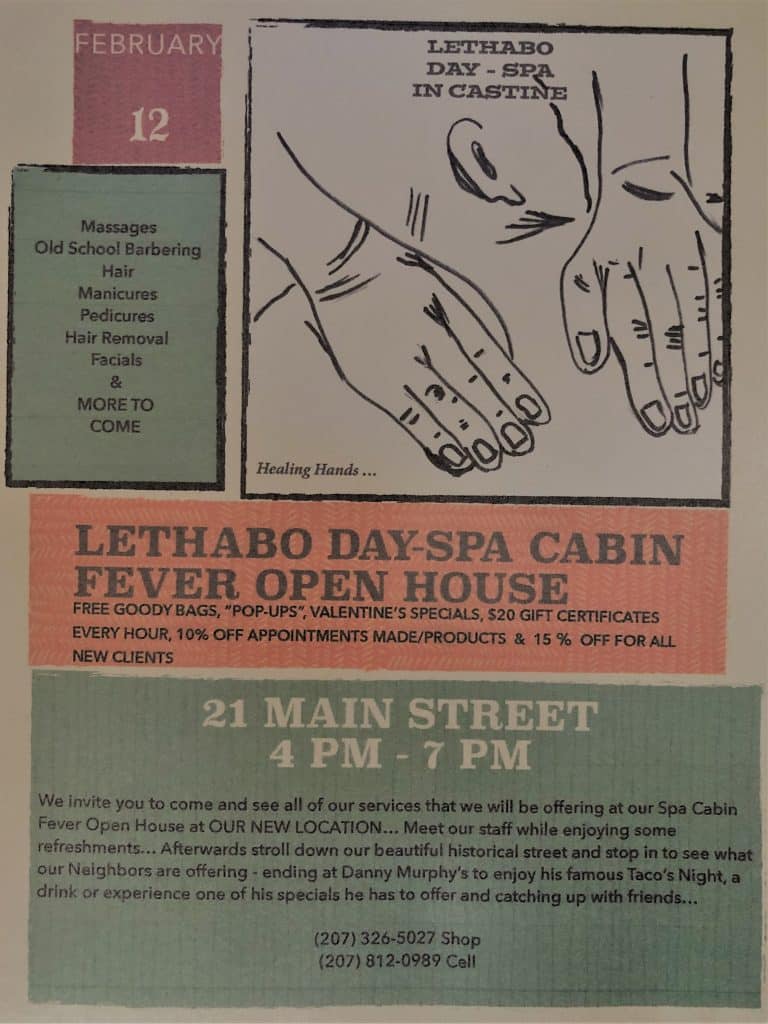 FEBRUARY
12
LETHABO
DAY - SPA
IN CASTINE
Massages
Old School Barbering
Hair
Manicures
Pedicures
Hair Removal
Facials
&
MORE TO
COME
Healing Hands ...
LETHABO DAY-SPA CABIN
FEVER OPEN HOUSE
FREE GOODY BAGS, "POP-UPS", VALENTINE'S SPECIALS, $20 GIFT CERTIFICATES
EVERY HOUR, 10% OFF APPOINTMENTS MADE/PRODUCTS & 15 % OFF FOR ALL
NEW CLIENTS
21 MAIN STREET
4 PM - 7 PM
We invite you to come and see all of our services that we will be offering at our Spa Cabin
Fever Open House at OUR NEW LOCATION... Meet our staff while enjoying some
refreshments... Afterwards stroll down our beautiful historical street and stop in to see what
our Neighbors are offering - ending at Danny Murphy's to enjoy his famous Taco's Night, a
drink or experience one of his specials he has to offer and catching up with friends...
(207) 326-5027 Shop
(207) 812-0989 Cell